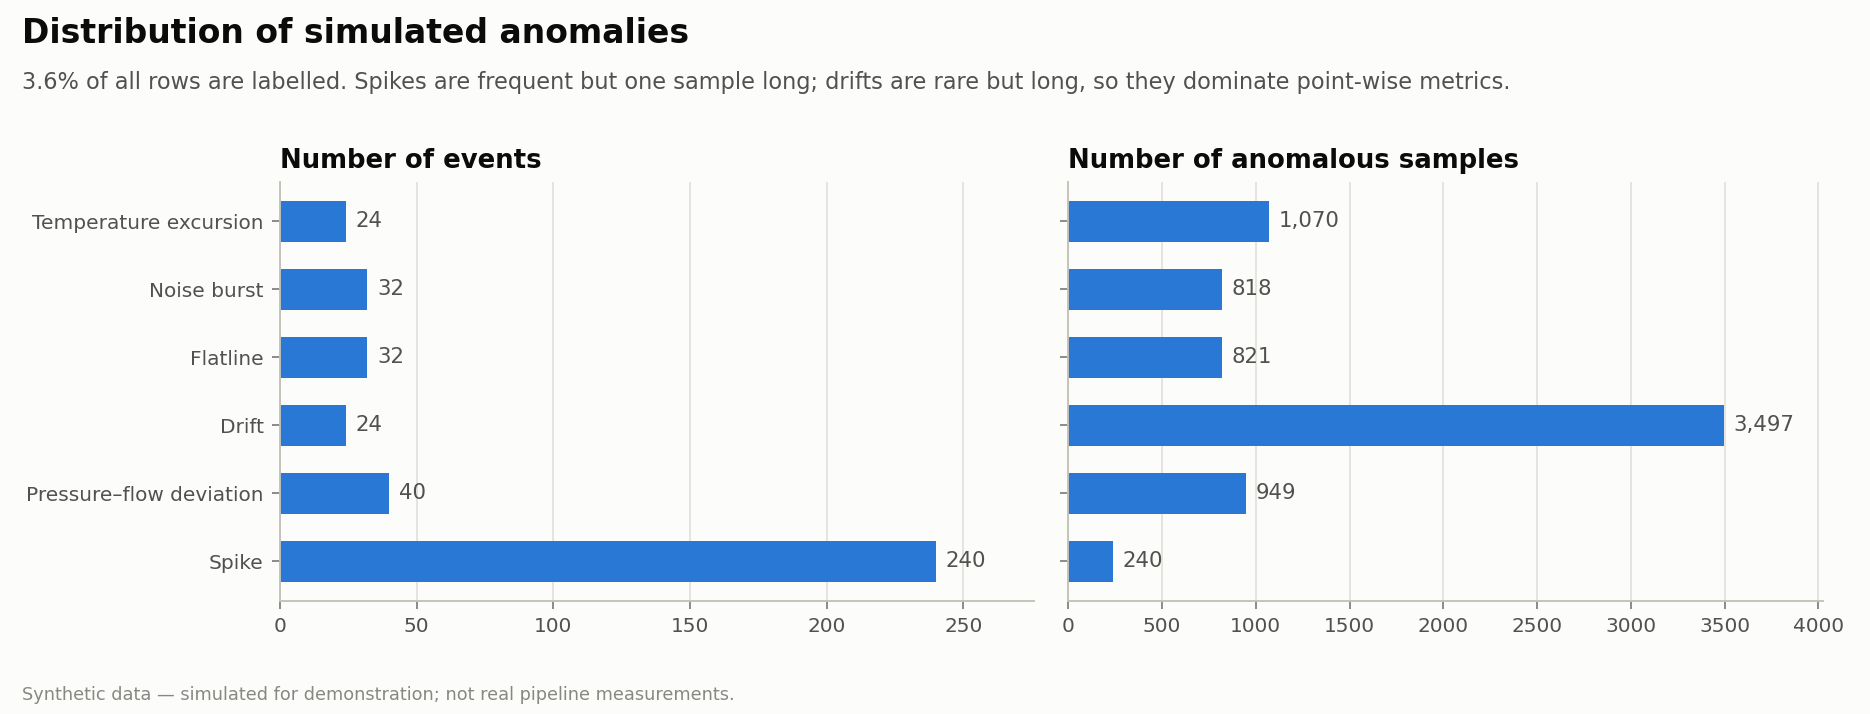 Distribution of simulated anomalies
3.6% of all rows are labelled. Spikes are frequent but one sample long; drifts are rare but long, so they dominate point-wise metrics.
Number of events
Temperature excursion 24
Noise burst 32
Flatline 32
Drift 24
Pressure–flow deviation 40
Spike 240
0 50 100 150 200 250
Number of anomalous samples
1,070
818
821
3,497
949
240
0 500 1000 1500 2000 2500 3000 3500 4000
Synthetic data — simulated for demonstration; not real pipeline measurements.